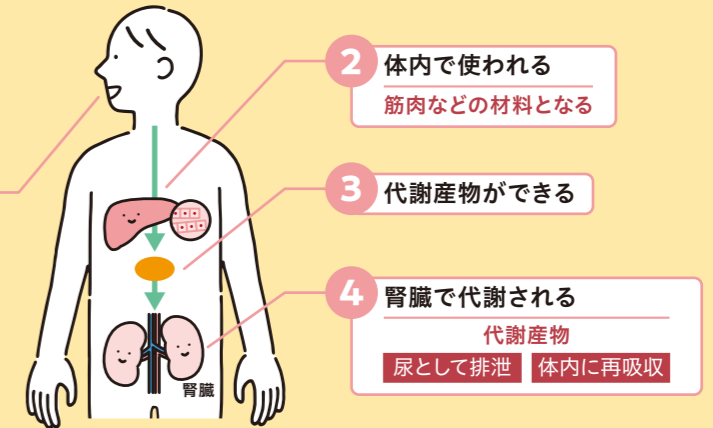 2 体内で使われる
筋肉などの材料となる
3 代謝産物ができる
4 腎臓で代謝される
代謝産物
尿として排泄 体内に再吸収
腎臓